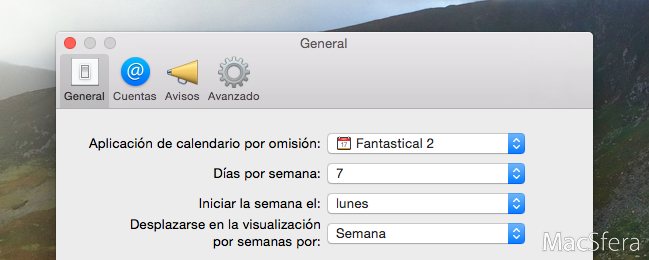 General
General
Cuentas
Avisos
Avanzado
Aplicación de calendario por omisión:
17
Fantastical 2
Días por semana:
7
Iniciar la semana el:
lunes
Desplazarse en la visualización
por semanas por:
Semana
MacSfera